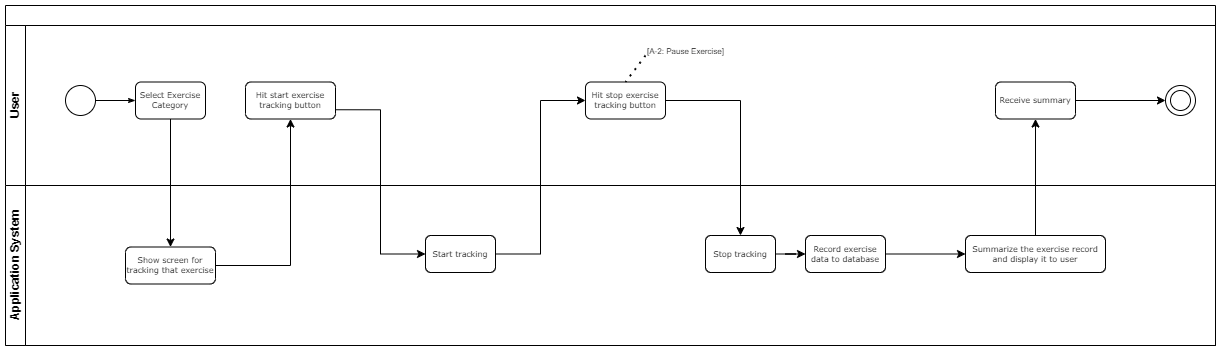 User
Select Exercise
Category
Hit start exercise
tracking button
[A-2: Pause Exercise]
Hit stop exercise
tracking button
Receive summary
Application System
Show screen for
tracking that exercise
Start tracking
Stop tracking
Record exercise
data to database
Summarize the exercise record
and display it to user